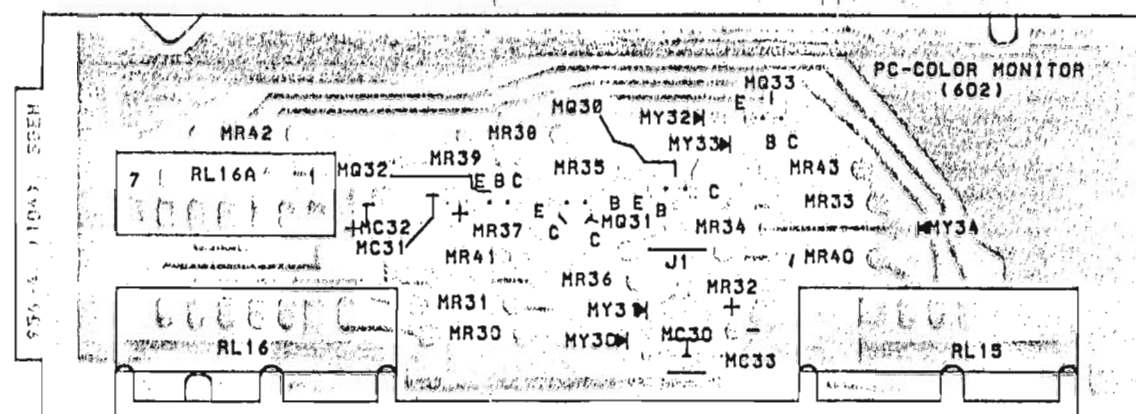 PC-COLOR MONITOR
(602)
MQ33
E
MQ30
MY32
MR42
MR38
MY33
B C
MR39
MR35
MR43
MQ32
7 RL16A 1
E B C
C
MR33
B E B
E
MC32
MC31
MR37
MQ31
MR34
MY34
C
C
MR41
J1
MR40
MR36
MR32
MR31
MY31
MR30
MY30
MC30
RL16
MC33
RL15